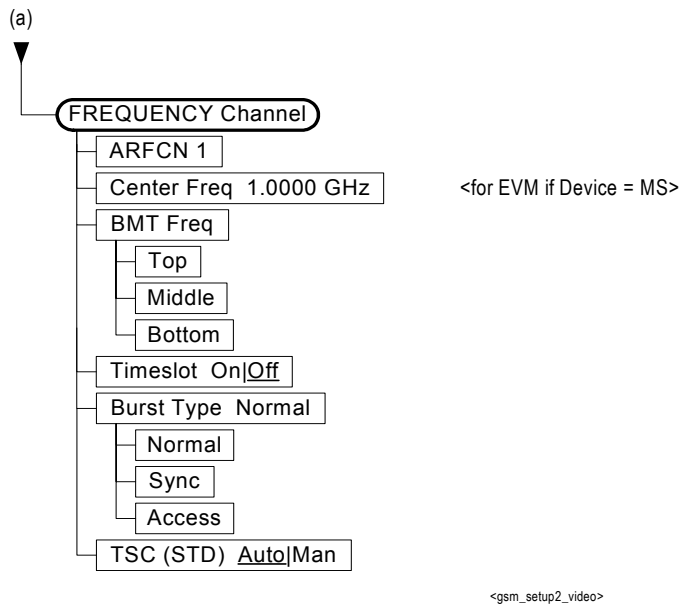 (a)
FREQUENCY Channel
ARFCN 1
Center Freq 1.0000 GHz <for EVM if Device = MS>
BMT Freq
Top
Middle
Bottom
Timeslot On|Off
Burst Type Normal
Normal
Sync
Access
TSC (STD) Auto|Man
<gsm_setup2_video>